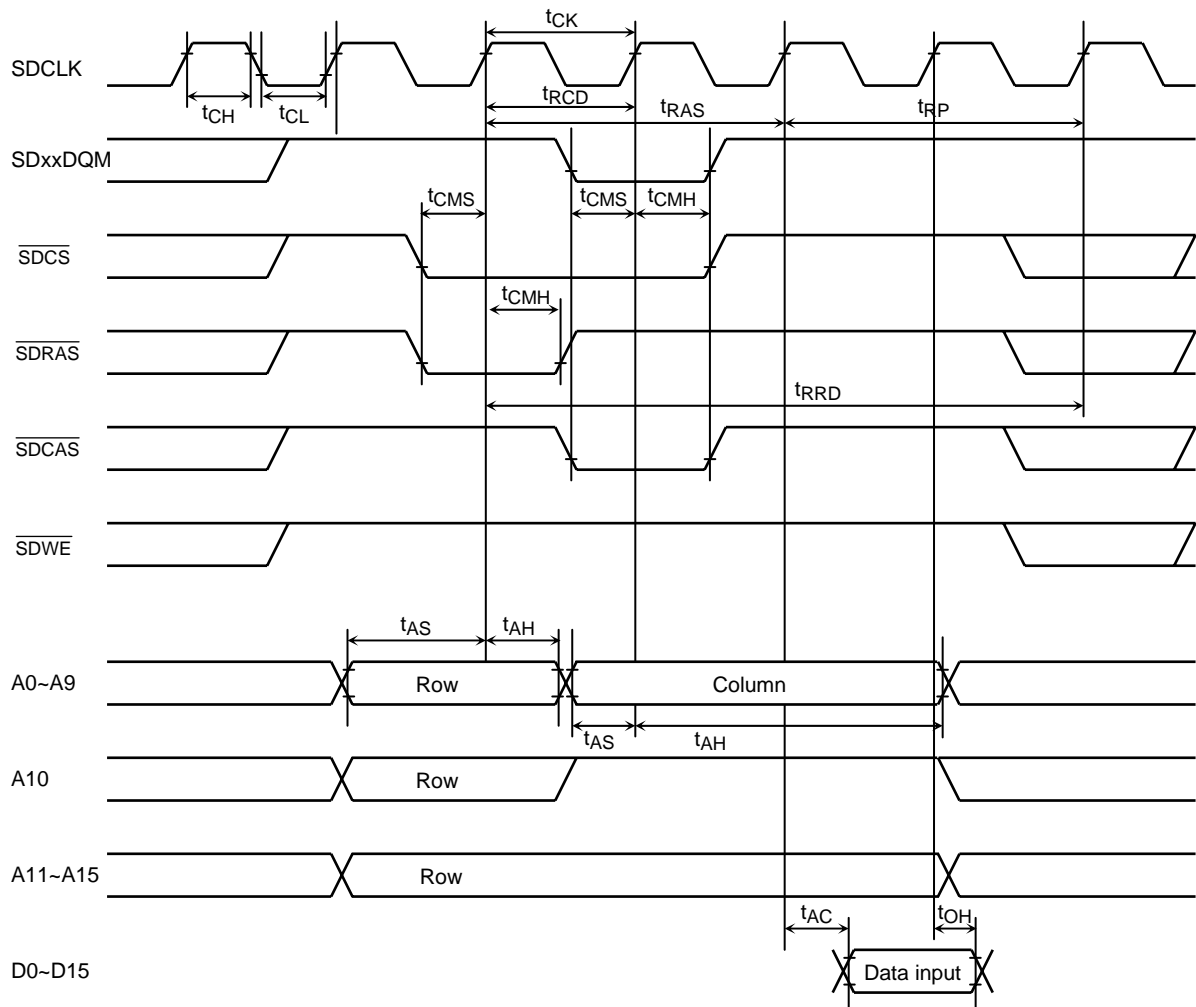 tCK
SDCLK
tCH tCL tRCD tRAS tRP
SDxxDQM
tCMS tCMS tCMH
SDCS
tCMH
SDRAS
tRRD
SDCAS
SDWE
tAS tAH
A0~A9 Row Column
tAS tAH
A10 Row
A11~A15 Row
tAC tOH
D0~D15 Data input